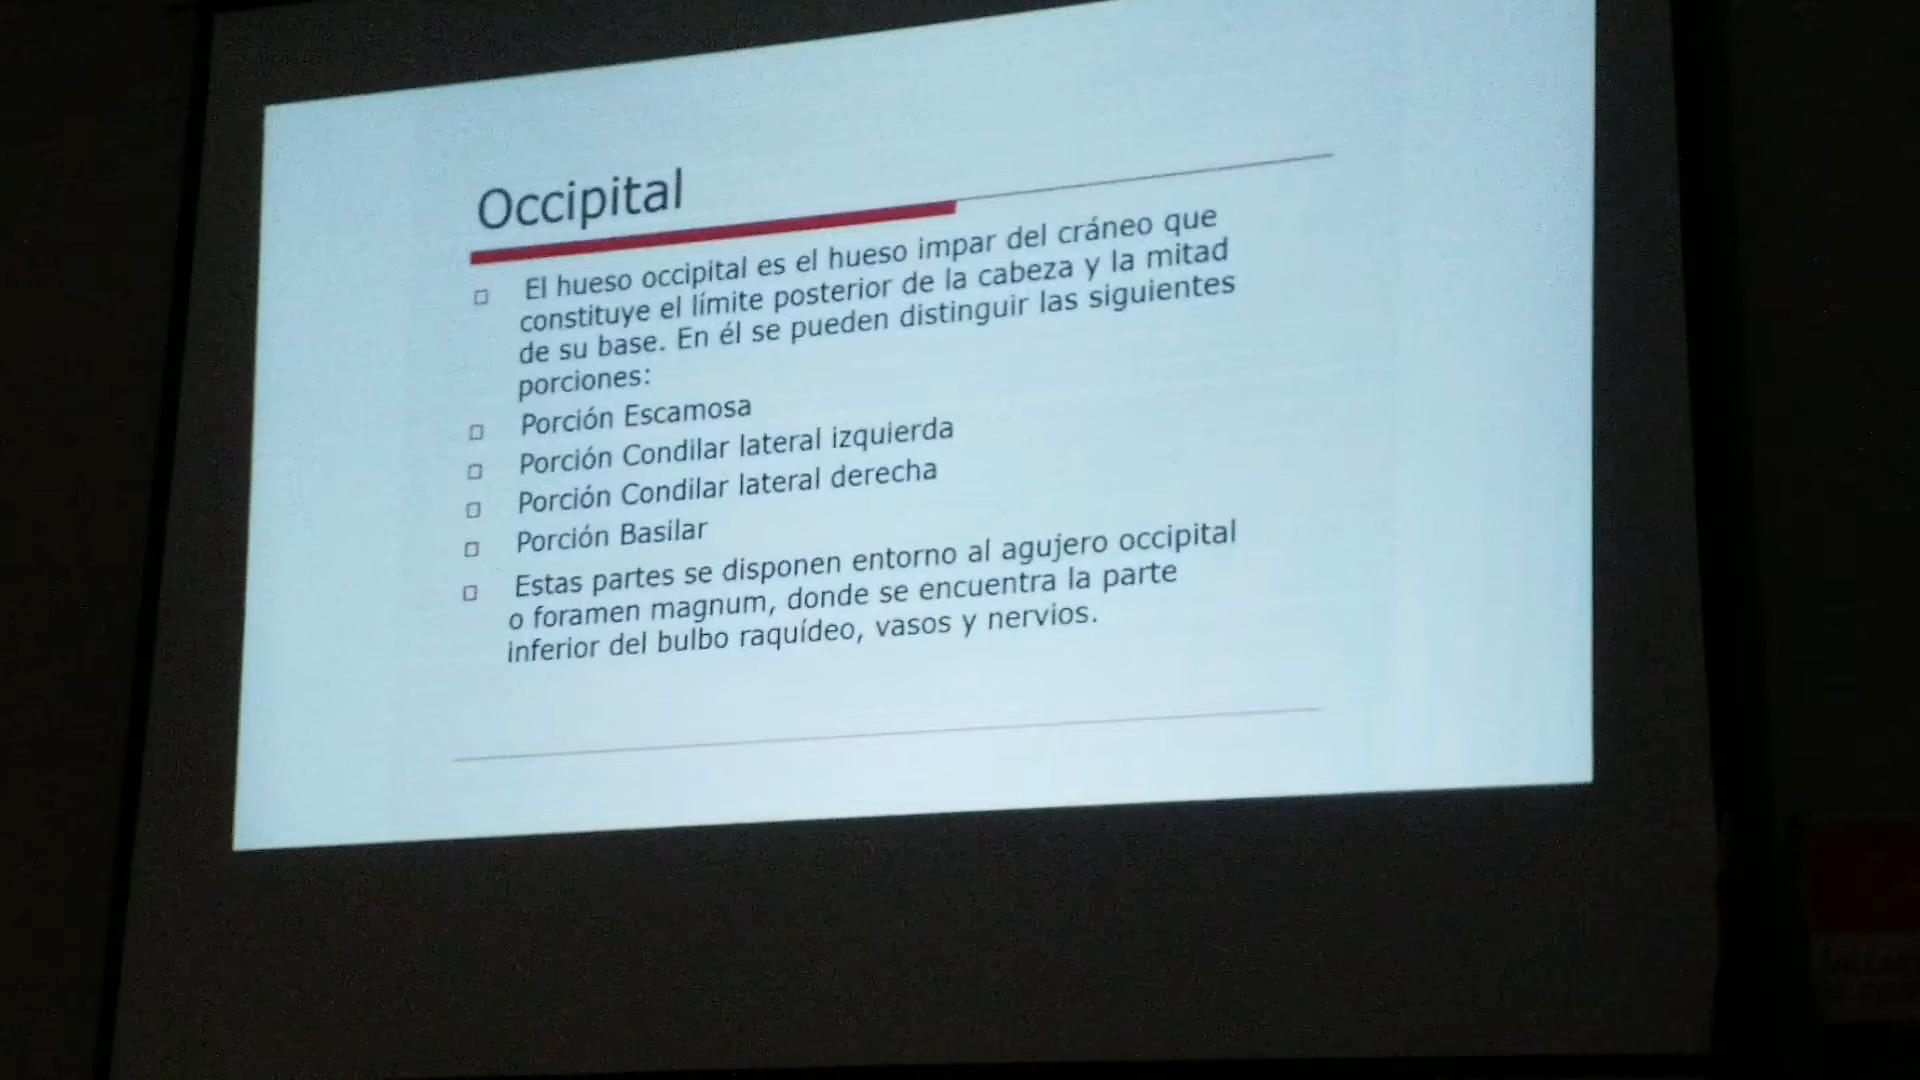 Occipital
El hueso occipital es el hueso impar del cráneo que
constituye el límite posterior de la cabeza y la mitad
de su base. En él se pueden distinguir las siguientes
porciones:
Porción Escamosa
Porción Condilar lateral izquierda
Porción Condilar lateral derecha
Porción Basilar
Estas partes se disponen entorno al agujero occipital
o foramen magnum, donde se encuentra la parte
inferior del bulbo raquídeo, vasos y nervios.